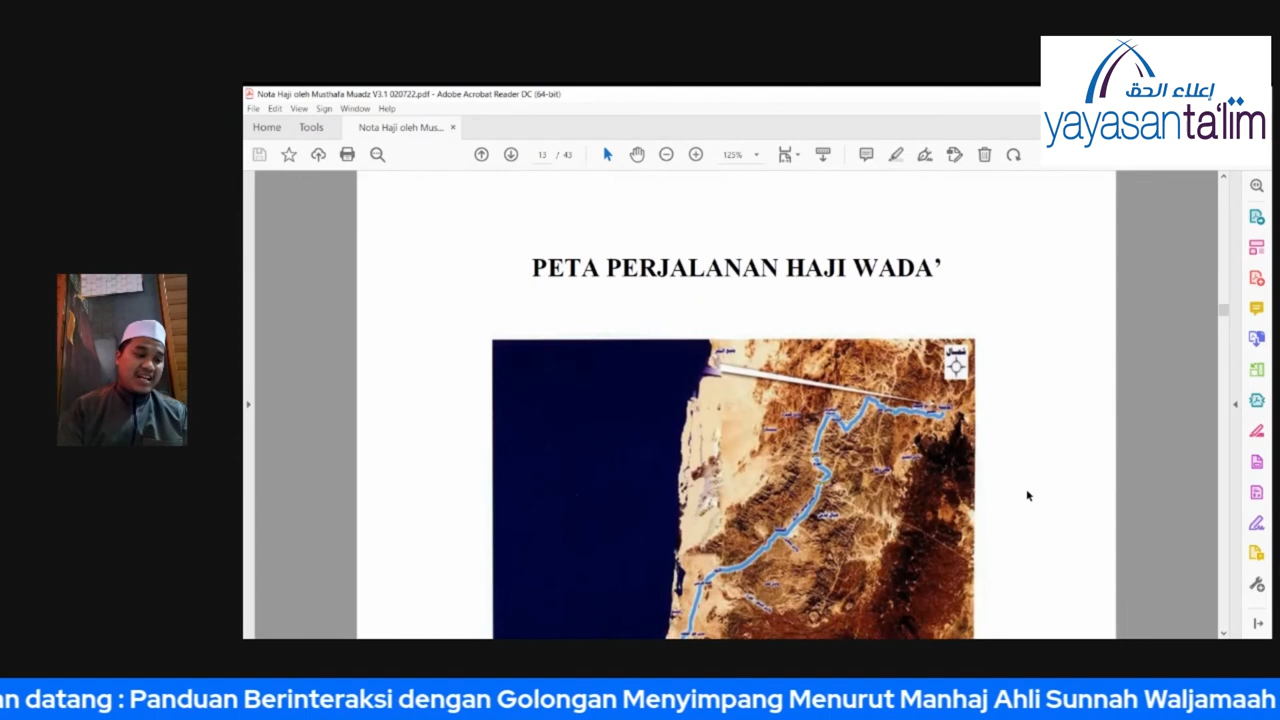 إعلاء الحق
yayasanta'lim
Nota Haji oleh Musthafa Muadz V3.1 020722.pdf - Adobe Acrobat Reader DC (64-bit)
File Edit View Sign Window Help
Home Tools Nota Haji oleh Mus... ×
13 / 43 125%
PETA PERJALANAN HAJI WADA’
شمال
an datang : Panduan Berinteraksi dengan Golongan Menyimpang Menurut Manhaj Ahli Sunnah Waljamaah